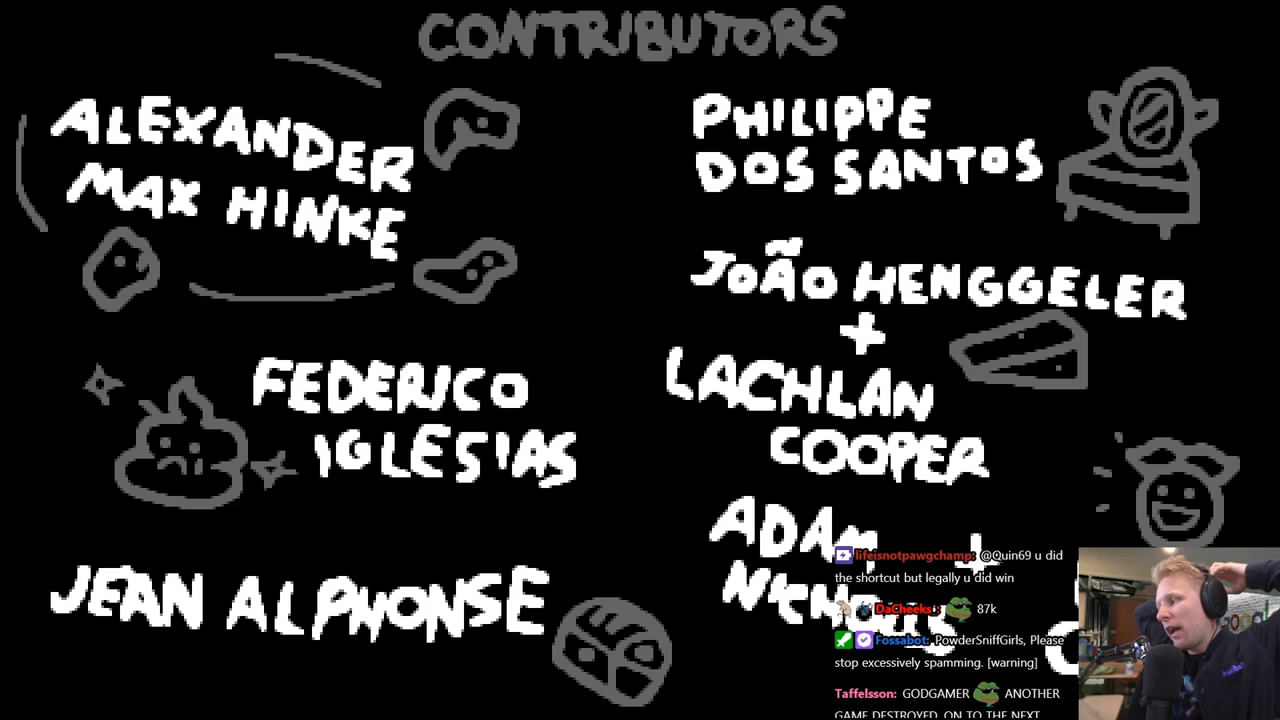 CONTRIBUTORS
ALEXANDER
MAX HINKE
FEDERICO
IGLESIAS
JEAN ALPHONSE
PHILIPPE
DOS SANTOS
JOÃO HENGGELER
+
LACHLAN
COOPER
ADAM +
lifeisnotpawgchamp: @Quin69 u did
the shortcut but legally u did win
DaCheeks: 87k
Fossabot: PowderSniffGirls, Please
stop excessively spamming. [warning]
Taffelsson: GODGAMER ANOTHER
GAME DESTROYED, ON TO THE NEXT